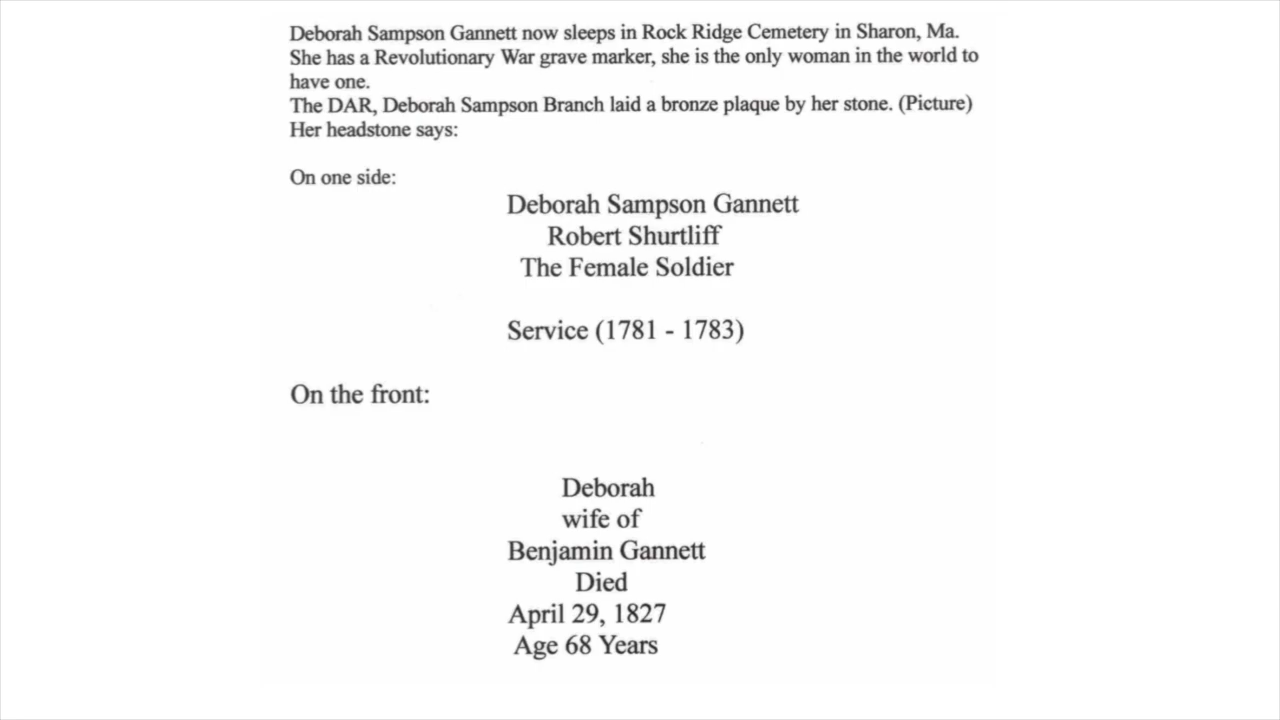 Deborah Sampson Gannett now sleeps in Rock Ridge Cemetery in Sharon, Ma.
She has a Revolutionary War grave marker, she is the only woman in the world to
have one.
The DAR, Deborah Sampson Branch laid a bronze plaque by her stone. (Picture)
Her headstone says:
On one side:
Deborah Sampson Gannett
Robert Shurtliff
The Female Soldier
Service (1781 - 1783)
On the front:
Deborah
wife of
Benjamin Gannett
Died
April 29, 1827
Age 68 Years